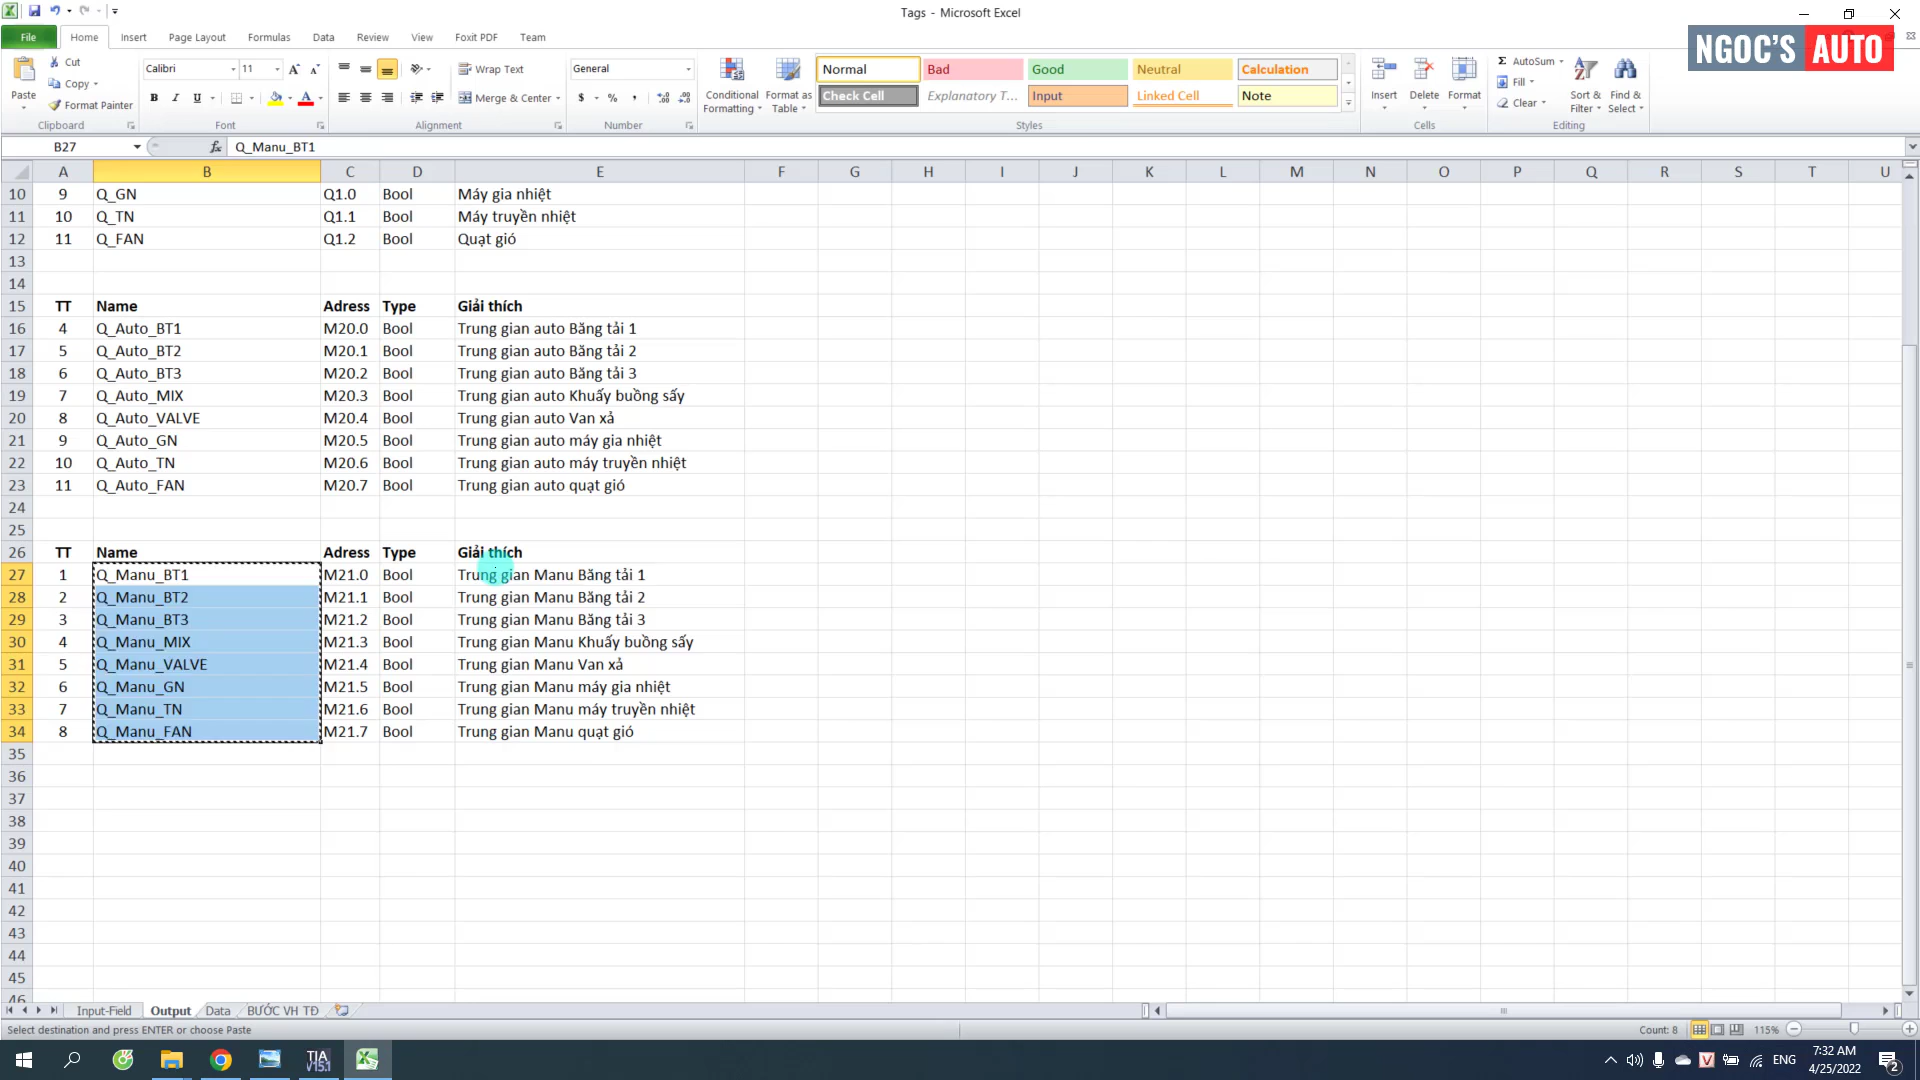 Tags - Microsoft Excel
NGOC'S AUTO
File Home Insert Page Layout Formulas Data Review View Foxit PDF Team
Paste
Cut
Copy
Format Painter
Clipboard
Calibri 11
B I U
Font
Wrap Text
Merge & Center
Alignment
General
$ % ,
Number
Conditional Formatting
Format as Table
Normal Bad Good Neutral Calculation
Check Cell Explanatory T... Input Linked Cell Note
Styles
Insert Delete Format
Cells
Σ AutoSum
Fill
Clear
Sort & Filter
Find & Select
Editing
B27 fx Q_Manu_BT1
A B C D E F G H I J K L M N O P Q R S T U
10 9 Q_GN Q1.0 Bool Máy gia nhiệt
11 10 Q_TN Q1.1 Bool Máy truyền nhiệt
12 11 Q_FAN Q1.2 Bool Quạt gió
13
14
15 TT Name Adress Type Giải thích
16 4 Q_Auto_BT1 M20.0 Bool Trung gian auto Băng tải 1
17 5 Q_Auto_BT2 M20.1 Bool Trung gian auto Băng tải 2
18 6 Q_Auto_BT3 M20.2 Bool Trung gian auto Băng tải 3
19 7 Q_Auto_MIX M20.3 Bool Trung gian auto Khuấy buồng sấy
20 8 Q_Auto_VALVE M20.4 Bool Trung gian auto Van xả
21 9 Q_Auto_GN M20.5 Bool Trung gian auto máy gia nhiệt
22 10 Q_Auto_TN M20.6 Bool Trung gian auto máy truyền nhiệt
23 11 Q_Auto_FAN M20.7 Bool Trung gian auto quạt gió
24
25
26 TT Name Adress Type Giải thích
27 1 Q_Manu_BT1 M21.0 Bool Trung gian Manu Băng tải 1
28 2 Q_Manu_BT2 M21.1 Bool Trung gian Manu Băng tải 2
29 3 Q_Manu_BT3 M21.2 Bool Trung gian Manu Băng tải 3
30 4 Q_Manu_MIX M21.3 Bool Trung gian Manu Khuấy buồng sấy
31 5 Q_Manu_VALVE M21.4 Bool Trung gian Manu Van xả
32 6 Q_Manu_GN M21.5 Bool Trung gian Manu máy gia nhiệt
33 7 Q_Manu_TN M21.6 Bool Trung gian Manu máy truyền nhiệt
34 8 Q_Manu_FAN M21.7 Bool Trung gian Manu quạt gió
35
36
37
38
39
40
41
42
43
44
45
46
Input-Field Output Data BƯỚC VH TĐ
Select destination and press ENTER or choose Paste Count: 8 115%
TIA V15.1
ENG
7:32 AM
4/25/2022
2